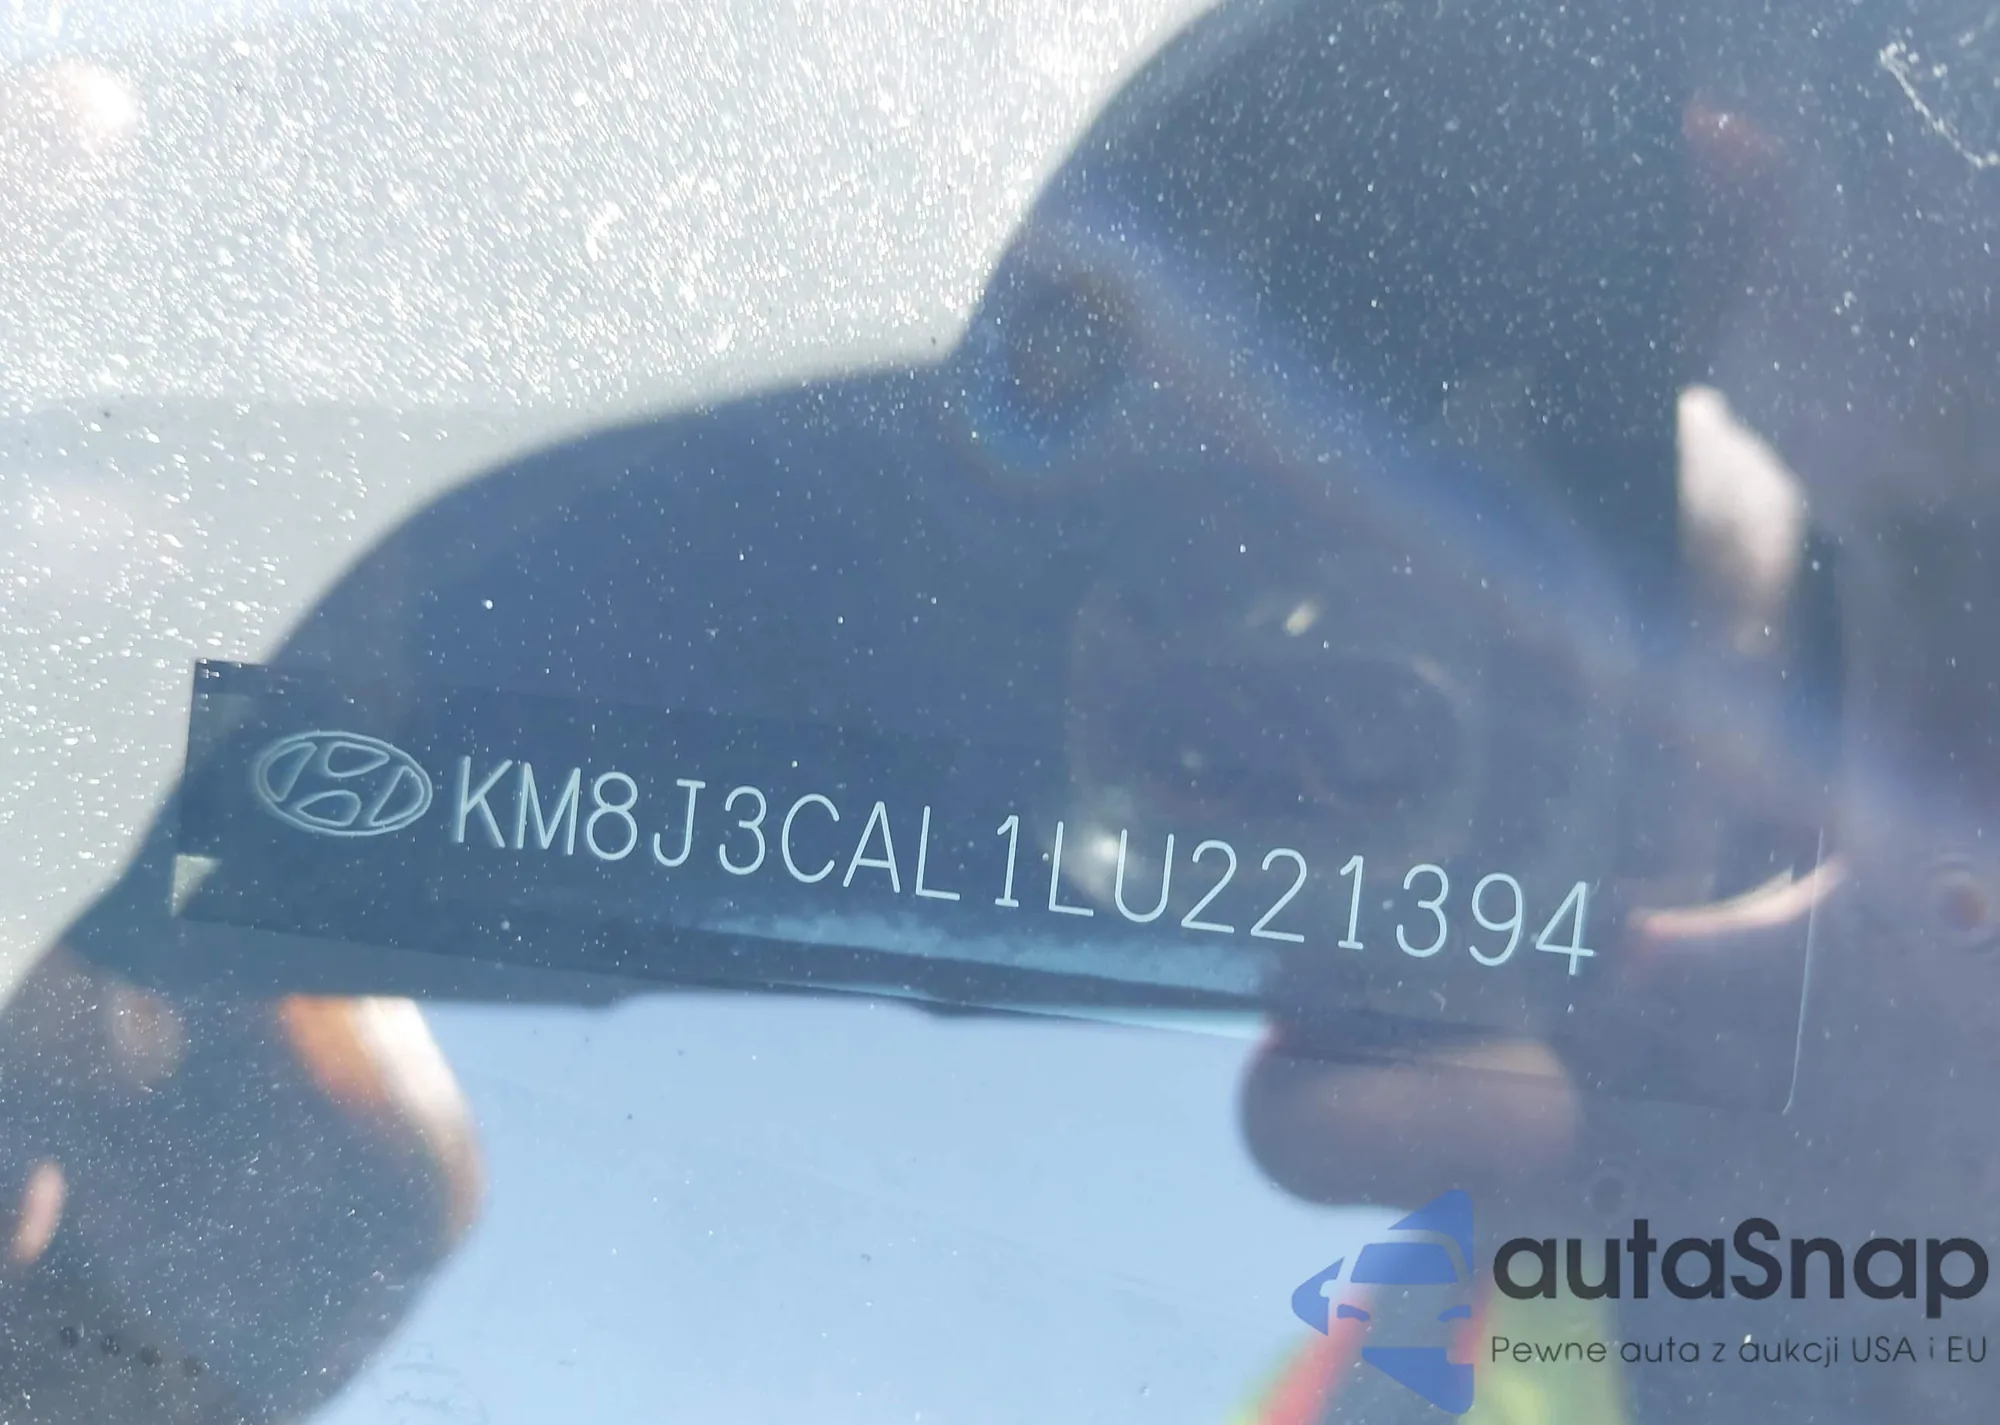 KM8J3CAL1LU221394
autaSnap
Pewne auta z aukcji USA i EU